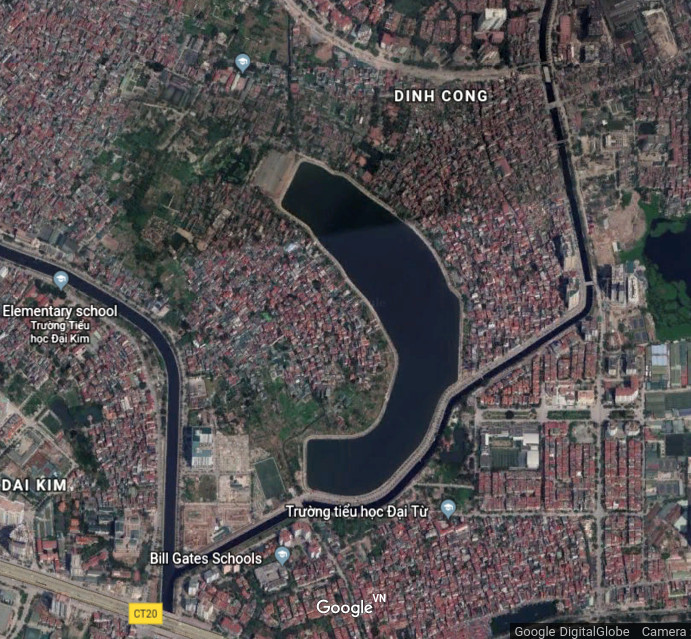 DINH CONG
Elementary school
Trường Tiểu
học Đại Kim
DAI KIM
Trường tiểu học Đại Từ
Bill Gates Schools
CT20
Google
VN
Google DigitalGlobe Camera